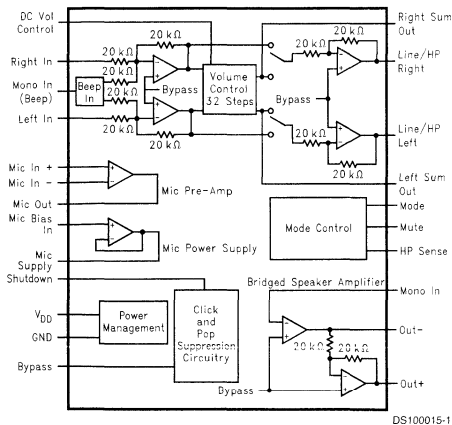 DC Vol
Control
Right In
Mono In
(Beep)
Left In
Mic In +
Mic In -
Mic Out
Mic Bias
In
Mic
Supply
Shutdown
VDD
GND
Bypass
20 kΩ
20 kΩ
20 kΩ
Beep
In
20 kΩ
20 kΩ
20 kΩ
Bypass
Volume
Control
32 Steps
20 kΩ
20 kΩ
Bypass
20 kΩ
20 kΩ
Mic Pre-Amp
Mic Power Supply
Mode Control
Power
Management
Click
and
Pop
Suppression
Circuitry
Bridged Speaker Amplifier
20 kΩ
20 kΩ
Bypass
Right Sum
Out
Line/HP
Right
Line/HP
Left
Left Sum
Out
Mode
Mute
HP Sense
Mono In
Out-
Out+
DS100015-1